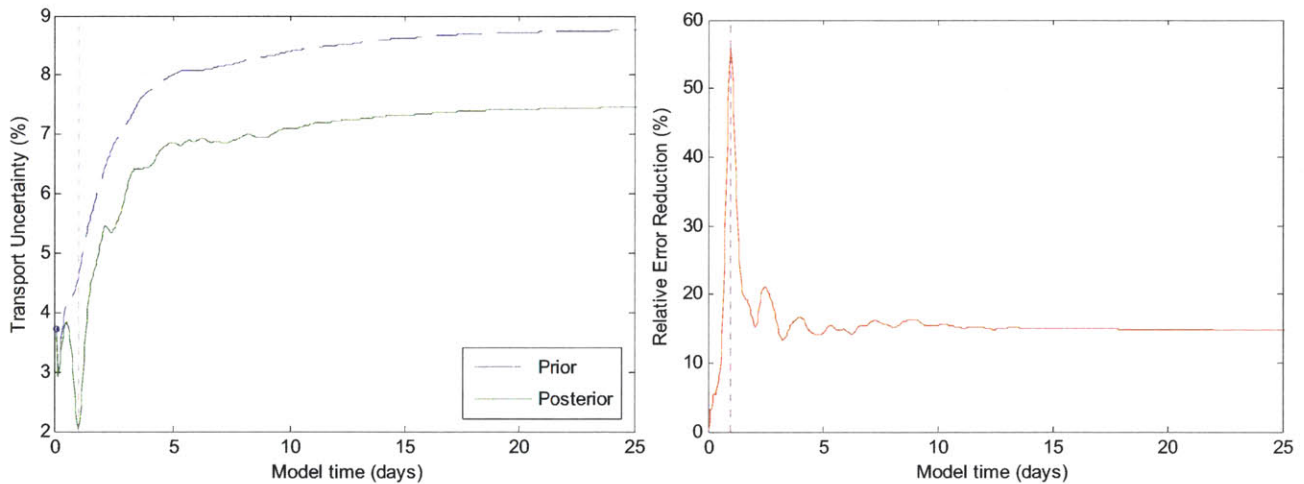 9
8
7
6
5
4
3
2
Transport Uncertainty (%)
Prior
Posterior
0 5 10 15 20 25
Model time (days)
60
50
40
30
20
10
0
Relative Error Reduction (%)
0 5 10 15 20 25
Model time (days)